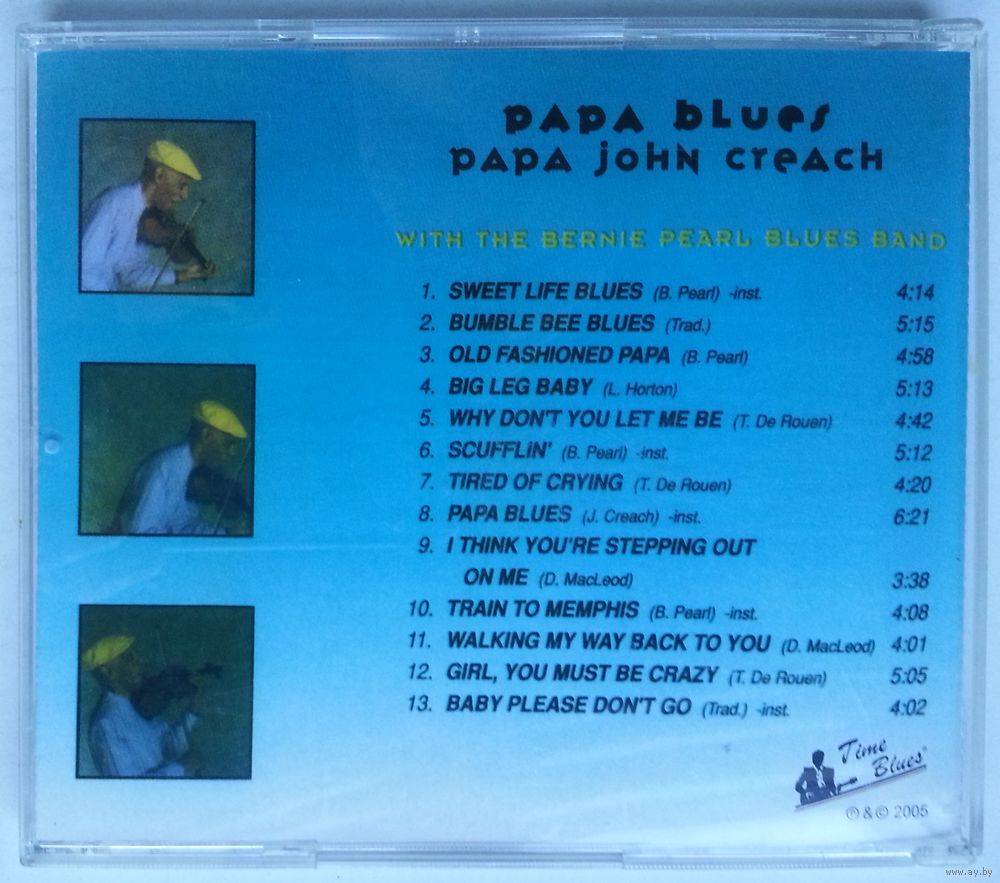 PAPA BLUES
PAPA JOHN CREACH
WITH THE BERNIE PEARL BLUES BAND
1. SWEET LIFE BLUES (B. Pearl) -inst. 4:14
2. BUMBLE BEE BLUES (Trad.) 5:15
3. OLD FASHIONED PAPA (B. Pearl) 4:58
4. BIG LEG BABY (L. Horton) 5:13
5. WHY DON'T YOU LET ME BE (T. De Rouen) 4:42
6. SCUFFLIN' (B. Pearl) -inst. 5:12
7. TIRED OF CRYING (T. De Rouen) 4:20
8. PAPA BLUES (J. Creach) -inst. 6:21
9. I THINK YOU'RE STEPPING OUT
ON ME (D. MacLeod) 3:38
10. TRAIN TO MEMPHIS (B. Pearl) -inst. 4:08
11. WALKING MY WAY BACK TO YOU (D. MacLeod) 4:01
12. GIRL, YOU MUST BE CRAZY (T. De Rouen) 5:05
13. BABY PLEASE DON'T GO (Trad.) -inst. 4:02
Time
Blues®
℗ & © 2005
www.ay.by